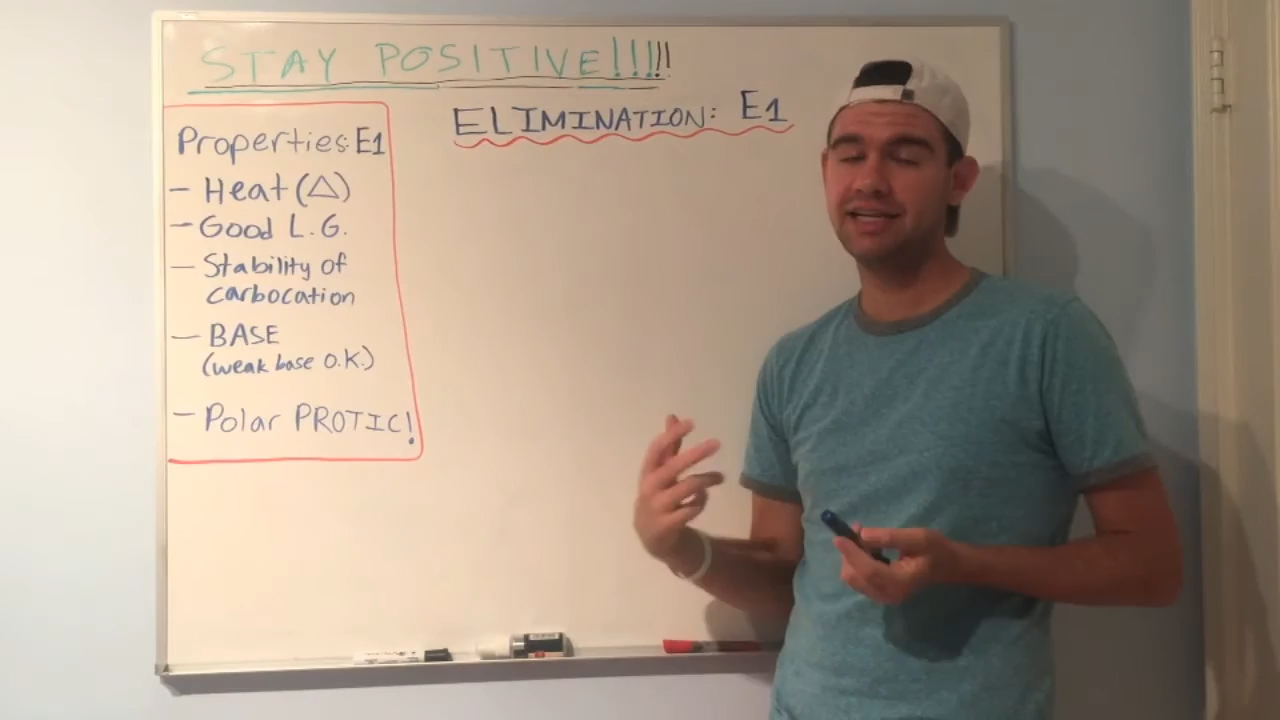 STAY POSITIVE!!!!!!
ELIMINATION: E1
Properties: E1
- Heat (△)
- Good L.G.
- Stability of
carbocation
- BASE
(weak base O.K.)
- Polar PROTIC!